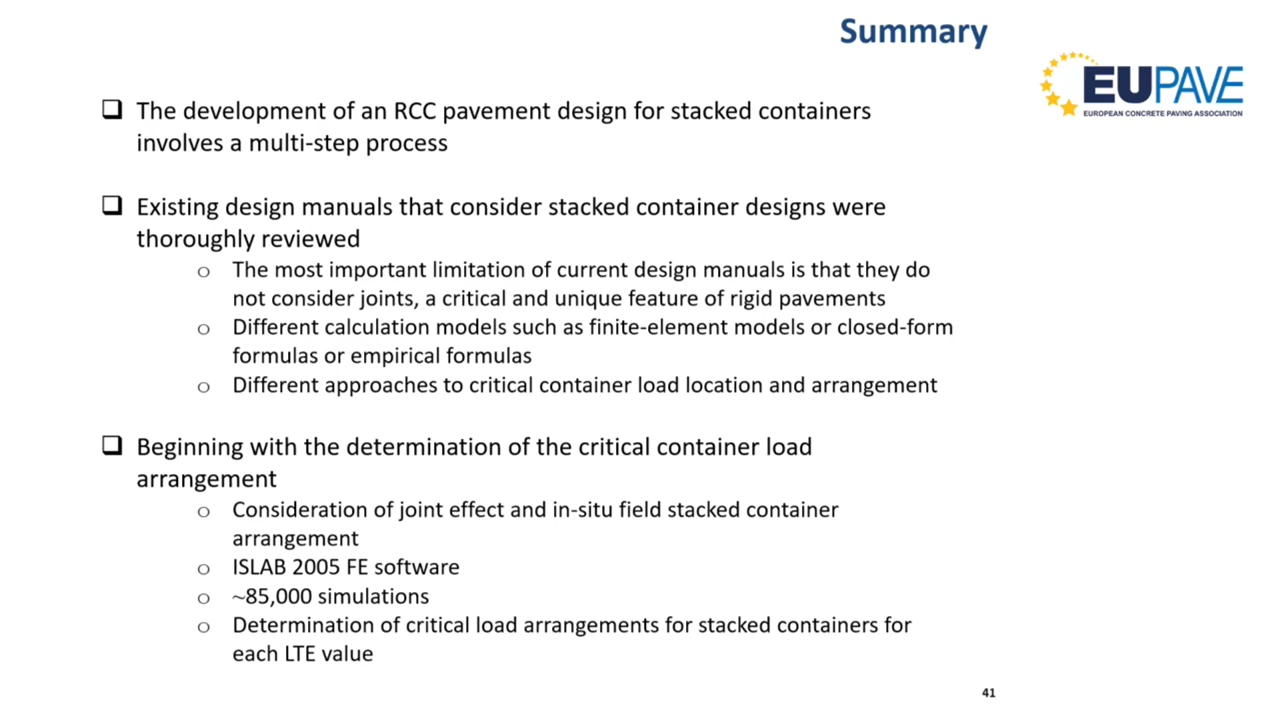 Summary
EUPAVE
EUROPEAN CONCRETE PAVING ASSOCIATION
❑ The development of an RCC pavement design for stacked containers
involves a multi-step process
❑ Existing design manuals that consider stacked container designs were
thoroughly reviewed
o The most important limitation of current design manuals is that they do
not consider joints, a critical and unique feature of rigid pavements
o Different calculation models such as finite-element models or closed-form
formulas or empirical formulas
o Different approaches to critical container load location and arrangement
❑ Beginning with the determination of the critical container load
arrangement
o Consideration of joint effect and in-situ field stacked container
arrangement
o ISLAB 2005 FE software
o ~85,000 simulations
o Determination of critical load arrangements for stacked containers for
each LTE value
41